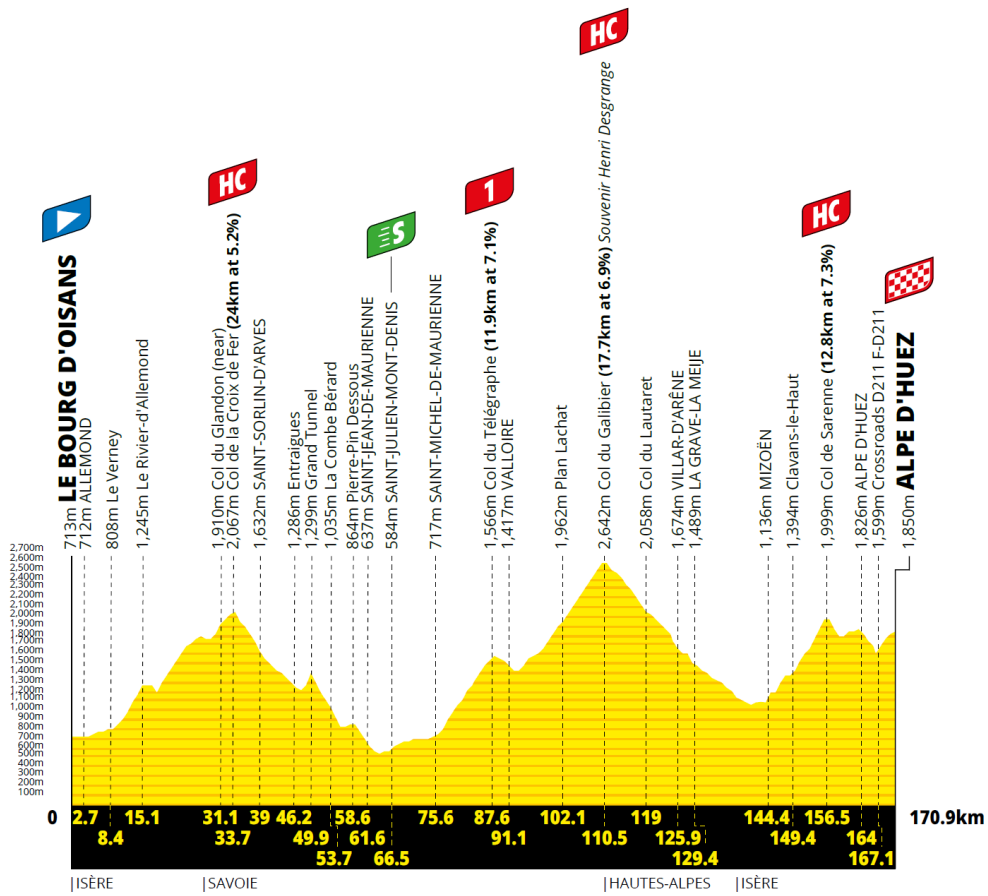 HC
HC
1
HC
S
713m LE BOURG D'OISANS
712m ALLEMOND
808m Le Verney
1,245m Le Rivier-d'Allemond
1,910m Col du Glandon (near)
2,067m Col de la Croix de Fer (24km at 5.2%)
1,632m SAINT-SORLIN-D'ARVES
1,286m Entraigues
1,299m Grand Tunnel
1,035m La Combe Bérard
864m Pierre-Pin Dessous
637m SAINT-JEAN-DE-MAURIENNE
584m SAINT-JULIEN-MONT-DENIS
717m SAINT-MICHEL-DE-MAURIENNE
1,566m Col du Télégraphe (11.9km at 7.1%)
1,417m VALLOIRE
1,962m Plan Lachat
2,642m Col du Galibier (17.7km at 6.9%) Souvenir Henri Desgrange
2,058m Col du Lautaret
1,674m VILLAR-D'ARÊNE
1,489m LA GRAVE-LA MEIJE
1,136m MIZOËN
1,394m Clavans-le-Haut
1,999m Col de Sarenne (12.8km at 7.3%)
1,826m ALPE D'HUEZ
1,599m Crossroads D211 F-D211
1,850m ALPE D'HUEZ
2,700m
2,600m
2,500m
2,400m
2,300m
2,200m
2,100m
2,000m
1,900m
1,800m
1,700m
1,600m
1,500m
1,400m
1,300m
1,200m
1,100m
1,000m
900m
800m
700m
600m
500m
400m
300m
200m
100m
0 2.7 15.1 31.1 39 46.2 58.6 75.6 87.6 102.1 119 144.4 156.5 170.9km
8.4 33.7 49.9 61.6 91.1 110.5 125.9 149.4 164
53.7 66.5 129.4 167.1
|ISÈRE |SAVOIE |HAUTES-ALPES |ISÈRE